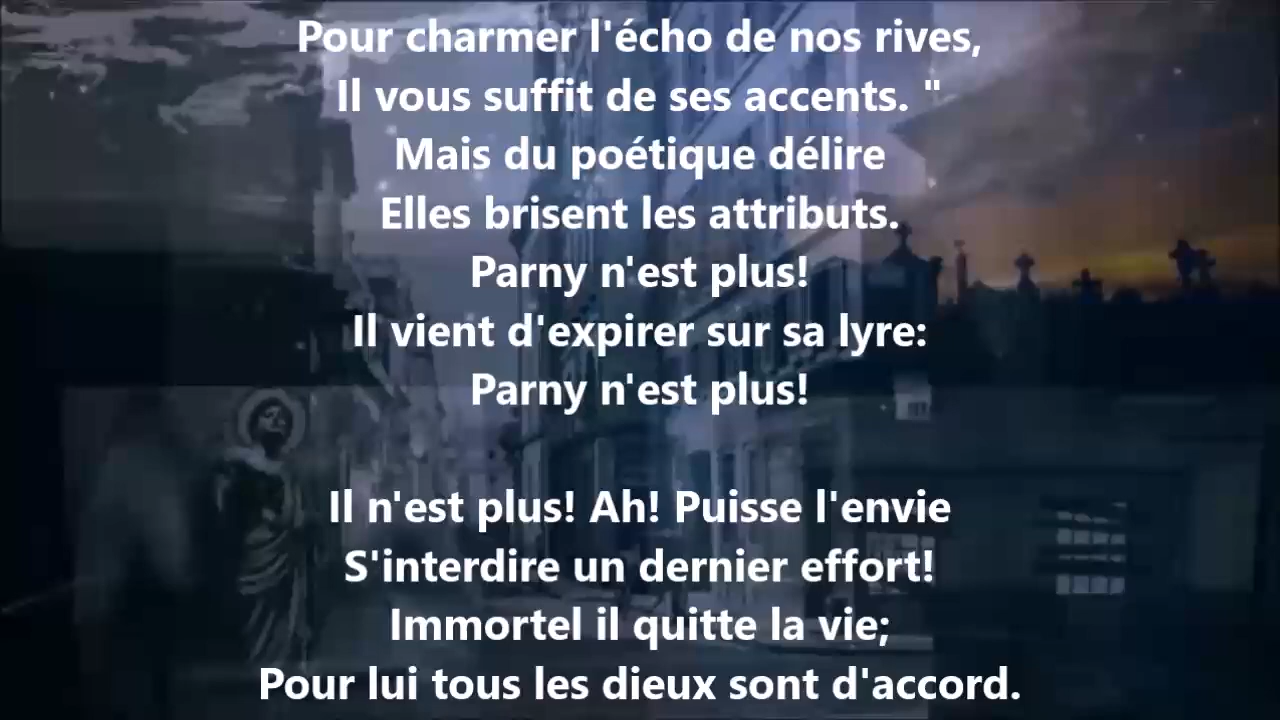 Pour charmer l'écho de nos rives,
Il vous suffit de ses accents. "
Mais du poétique délire
Elles brisent les attributs.
Parny n'est plus!
Il vient d'expirer sur sa lyre:
Parny n'est plus!
Il n'est plus! Ah! Puisse l'envie
S'interdire un dernier effort!
Immortel il quitte la vie;
Pour lui tous les dieux sont d'accord.